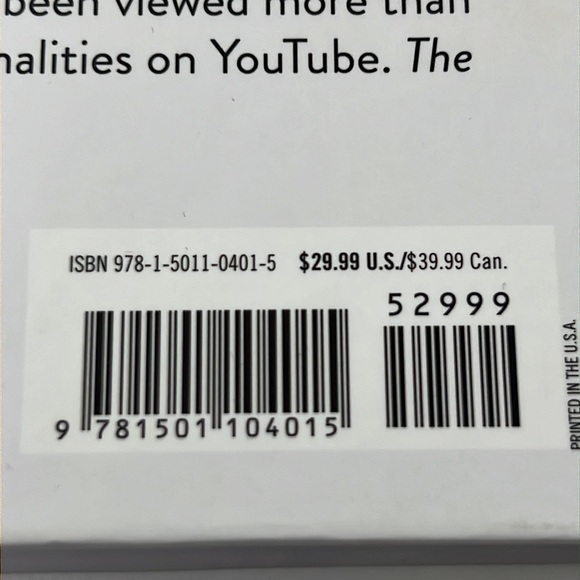 been viewed more than
nalities on YouTube. The
ISBN 978-1-5011-0401-5 $29.99 U.S./$39.99 Can.
52999
9 781501 104015
PRINTED IN THE U.S.A.